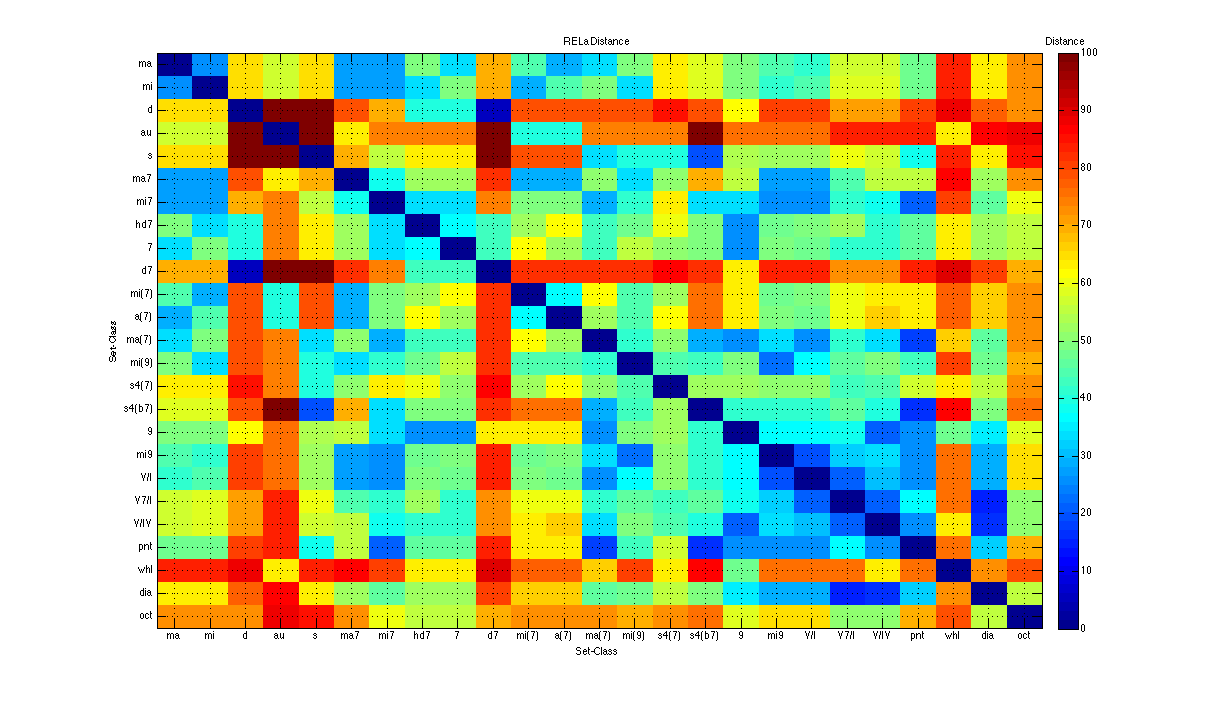 RELa Distance
Distance
ma
mi
d
au
s
ma7
mi7
hd7
7
d7
mi(7)
a(7)
ma(7)
mi(9)
s4(7)
s4(b7)
9
mi9
V/I
V7/I
V/IV
pnt
whl
dia
oct
Set-Class
100
90
80
70
60
50
40
30
20
10
0
ma mi d au s ma7 mi7 hd7 7 d7 mi(7) a(7) ma(7) mi(9) s4(7) s4(b7) 9 mi9 V/I V7/I V/IV pnt whl dia oct
Set-Class